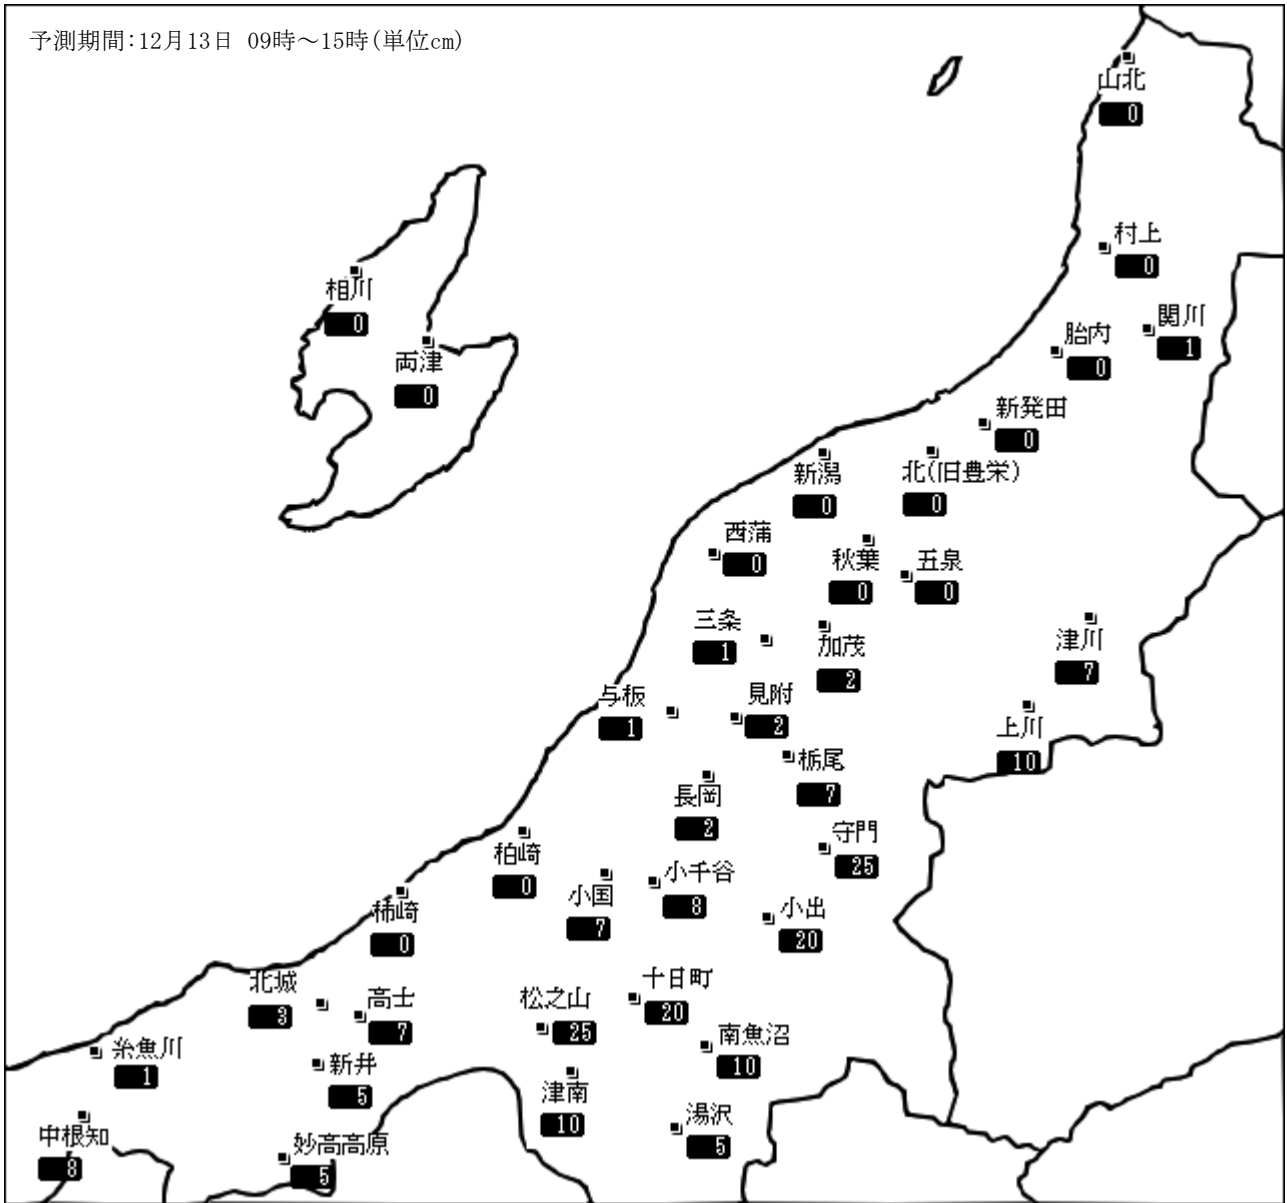 予測期間:12月13日 09時～15時(単位cm)
山北
0
村上
0
関川
1
胎内
0
相川
0
両津
0
新発田
0
新潟
0
北(旧豊栄)
0
西蒲
0
秋葉
0
五泉
0
三条
1
加茂
2
津川
7
与板
1
見附
2
上川
10
栃尾
7
長岡
2
守門
25
柏崎
0
小国
7
小千谷
8
小出
20
柿崎
0
北城
3
高士
7
松之山
25
十日町
20
南魚沼
10
糸魚川
1
新井
5
津南
10
湯沢
5
中根知
8
妙高高原
5